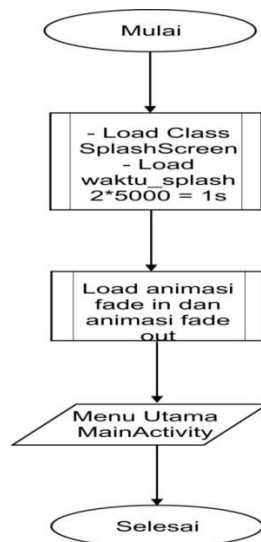 Mulai
- Load Class
SplashScreen
- Load
waktu_splash
2*5000 = 1s
Load animasi
fade in dan
animasi fade
out
Menu Utama
MainActivity
Selesai